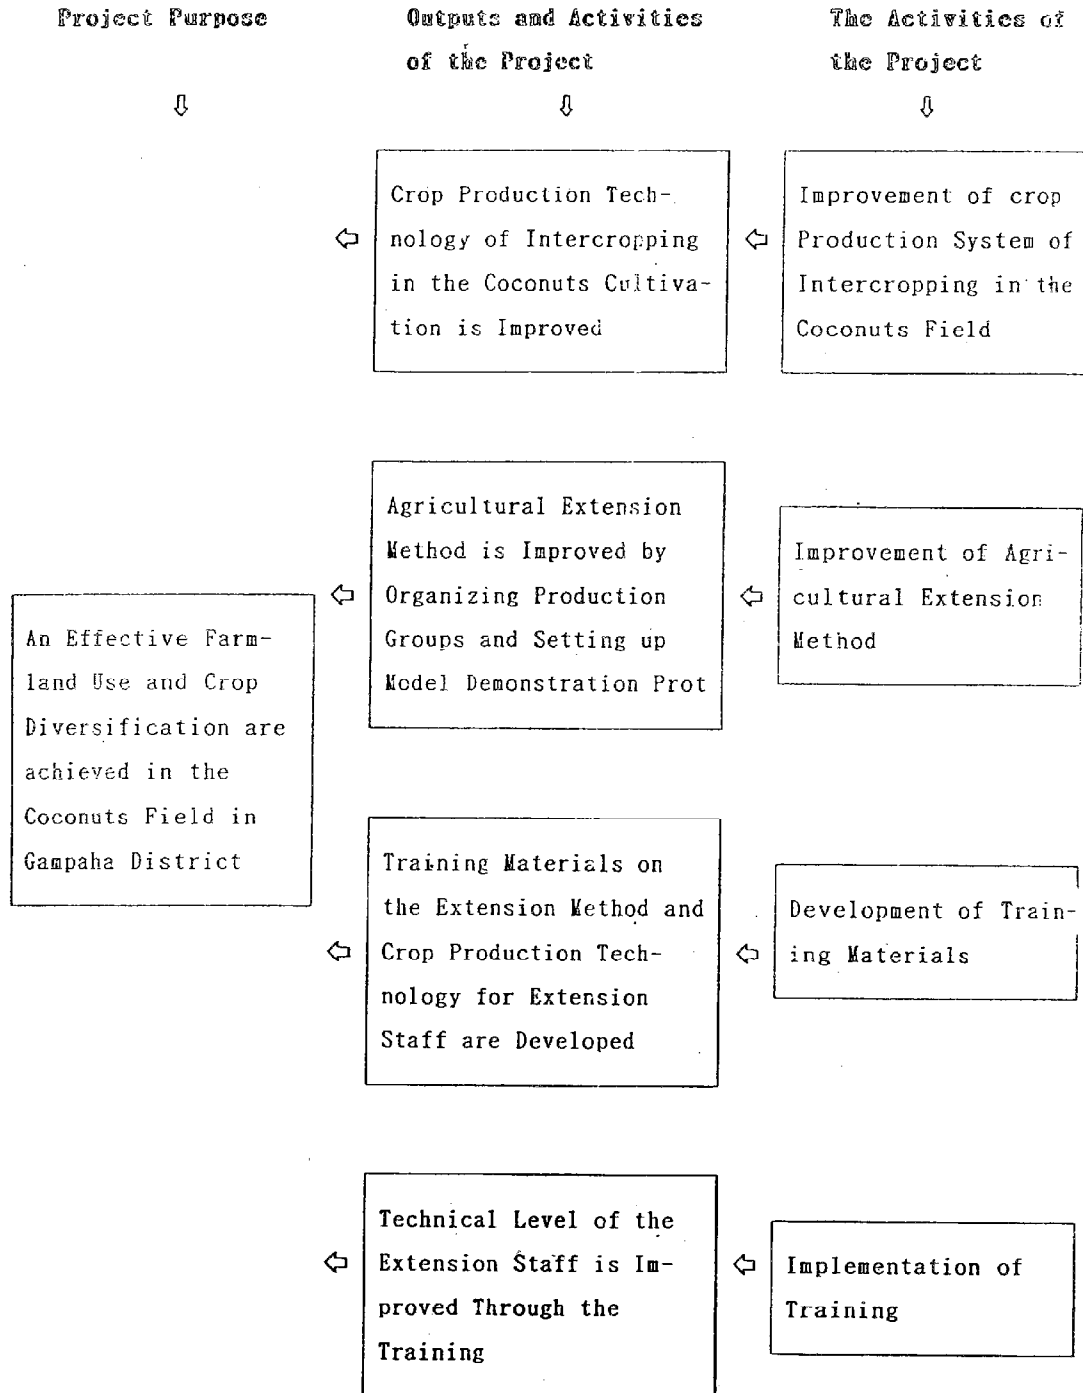 Project Purpose
Outputs and Activities
of the Project
The Activities of
the Project
Crop Production Tech-
nology of Intercropping
in the Coconuts Cultiva-
tion is Improved
Improvement of crop
Production System of
Intercropping in the
Coconuts Field
Agricultural Extension
Method is Improved by
Organizing Production
Groups and Setting up
Model Demonstration Prot
Improvement of Agri-
cultural Extension
Method
An Effective Farm-
land Use and Crop
Diversification are
achieved in the
Coconuts Field in
Gampaha District
Training Materials on
the Extension Method and
Crop Production Tech-
nology for Extension
Staff are Developed
Development of Train-
ing Materials
Technical Level of the
Extension Staff is Im-
proved Through the
Training
Implementation of
Training